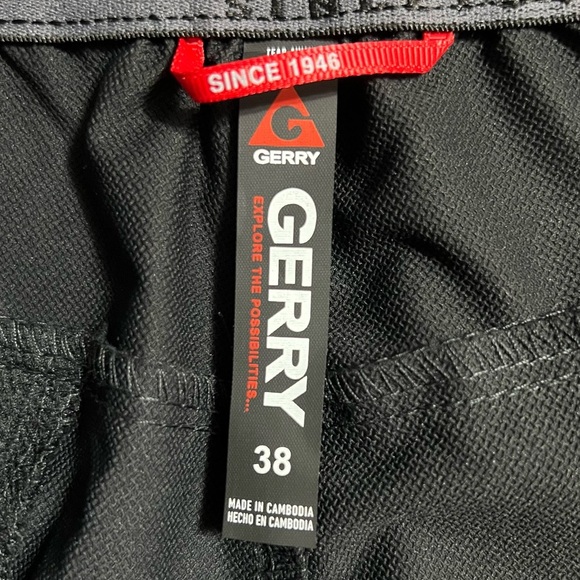 SINCE 1946
GERRY
GERRY
EXPLORE THE POSSIBILITIES...
38
MADE IN CAMBODIA
HECHO EN CAMBODIA